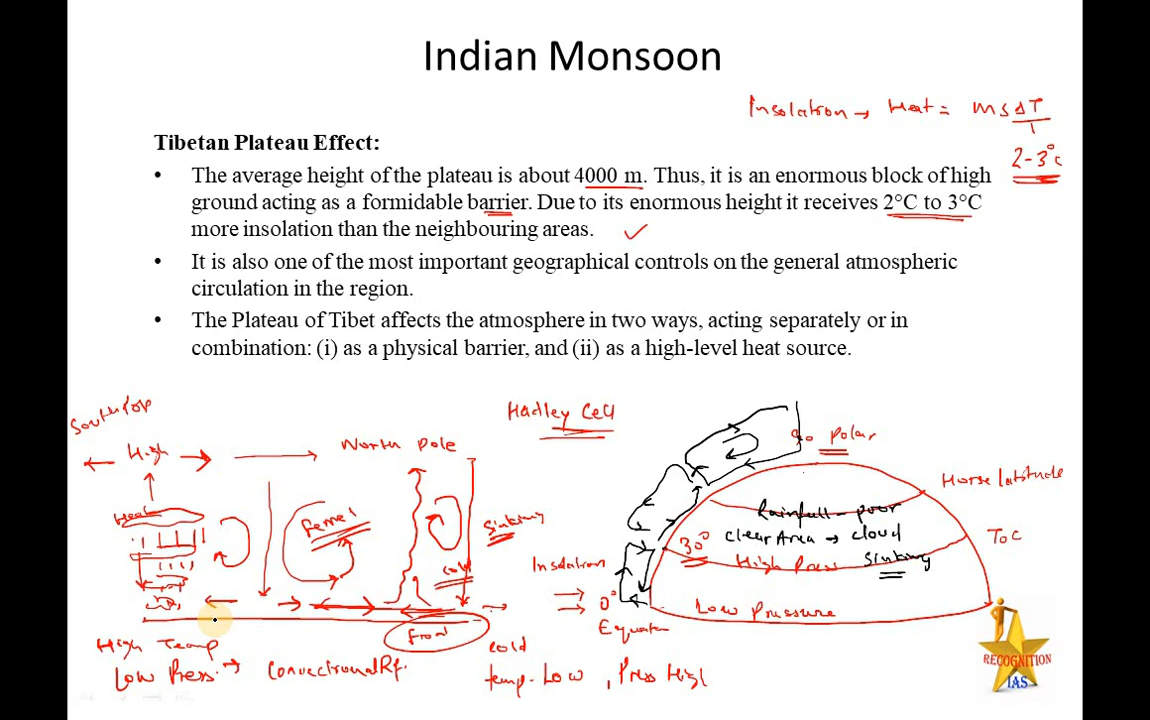 Indian Monsoon
Insolation → Heat = MSΔT
2-3°c
Tibetan Plateau Effect:
• The average height of the plateau is about 4000 m. Thus, it is an enormous block of high
ground acting as a formidable barrier. Due to its enormous height it receives 2°C to 3°C
more insolation than the neighbouring areas.
• It is also one of the most important geographical controls on the general atmospheric
circulation in the region.
• The Plateau of Tibet affects the atmosphere in two ways, acting separately or in
combination: (i) as a physical barrier, and (ii) as a high-level heat source.
Hadley Cell
High
North Pole
90 Polar
Horse latitude
Heat
Ferrel
Sinking
Cold
Rainfall - poor
Clear Area → cloud
30°
High Press
Sinking
Insolation
0°
Low Pressure
Equator
Front
High Temp
Low Press. → Convectional Rf.
Cold
temp - Low , Press High
RECOGNITION
IAS